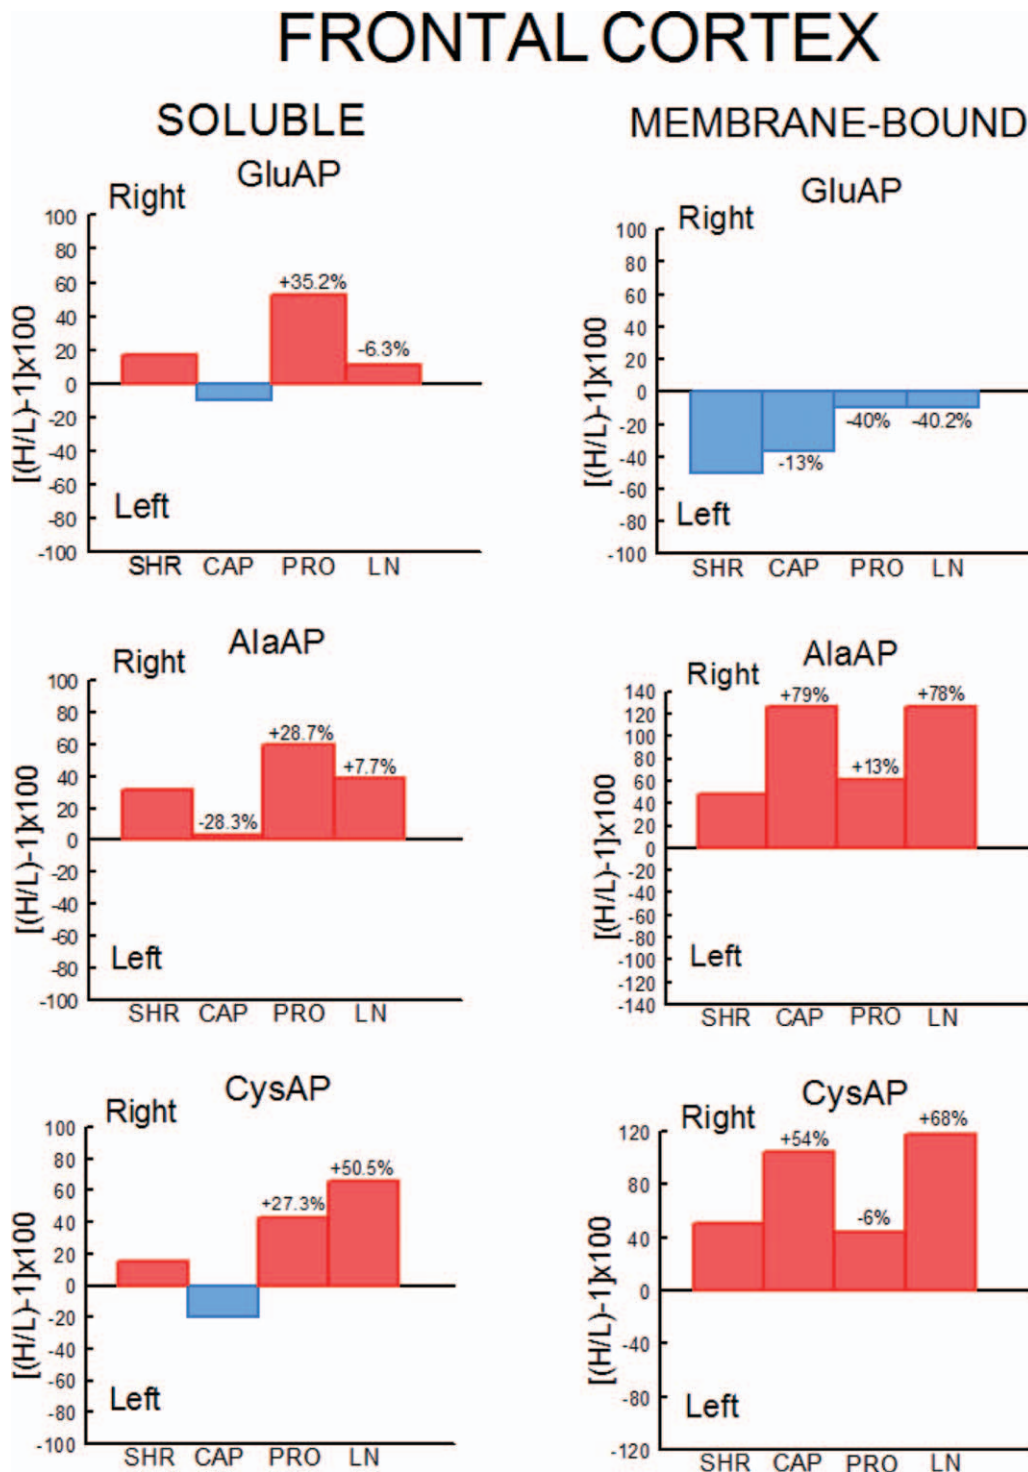 FRONTAL CORTEX
SOLUBLE
MEMBRANE-BOUND
GluAP
Right
[(H/L)-1]x100
100
80
60
40
20
0
-20
-40
-60
-80
-100
+35.2%
-6.3%
Left
SHR CAP PRO LN
GluAP
Right
[(H/L)-1]x100
100
80
60
40
20
0
-20
-40
-60
-80
-100
-13%
-40%
-40.2%
Left
SHR CAP PRO LN
AlaAP
Right
[(H/L)-1]x100
100
80
60
40
20
0
-20
-40
-60
-80
-100
-28.3%
+28.7%
+7.7%
Left
SHR CAP PRO LN
AlaAP
Right
[(H/L)-1]x100
140
120
100
80
60
40
20
0
-20
-40
-60
-80
-100
-120
-140
+79%
+13%
+78%
Left
SHR CAP PRO LN
CysAP
Right
[(H/L)-1]x100
100
80
60
40
20
0
-20
-40
-60
-80
-100
+27.3%
+50.5%
Left
SHR CAP PRO LN
CysAP
Right
[(H/L)-1]x100
120
80
40
0
-40
-80
-120
+54%
-6%
+68%
Left
SHR CAP PRO LN